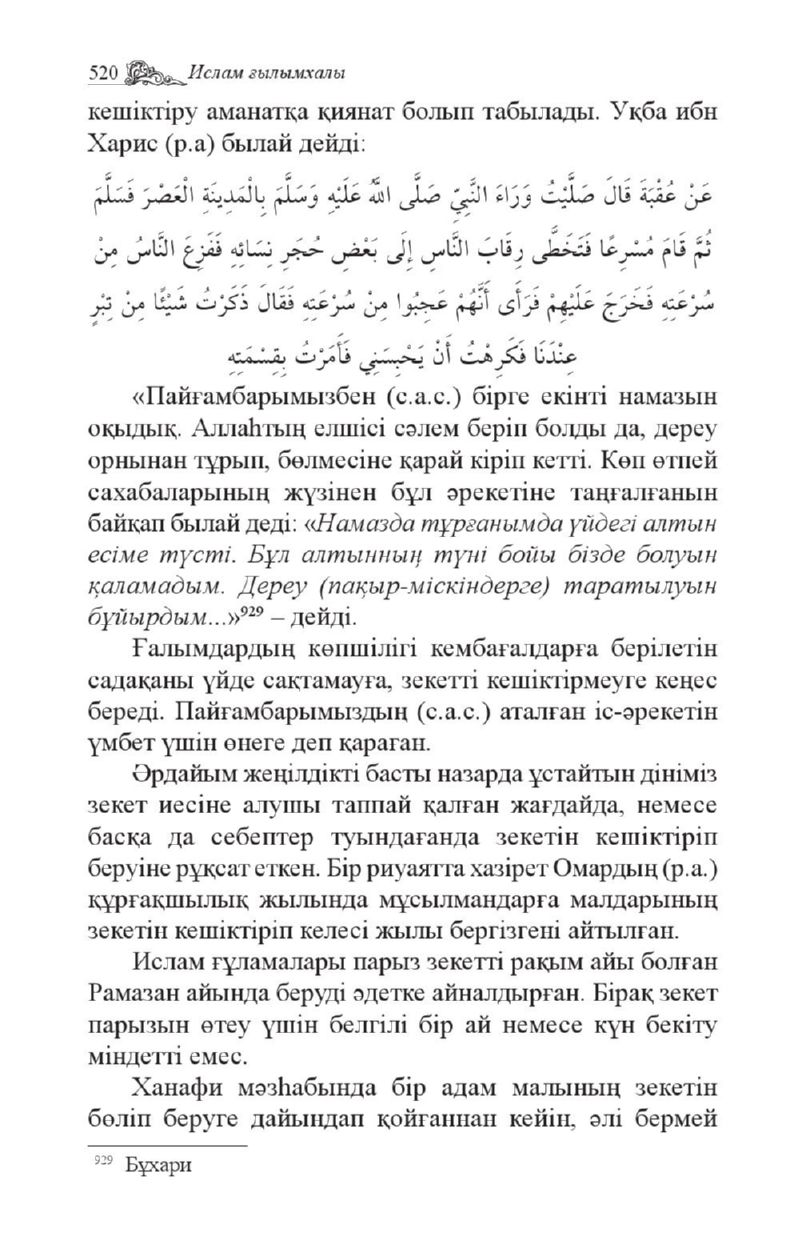 520 Ислам ғылымхалы
кешіктіру аманатқа қиянат болып табылады. Уқба ибн
Харис (р.а) былай дейді:
عَنْ عُقْبَةَ قَالَ صَلَّيْتُ وَرَاءَ النَّبِيِّ صَلَّى اللَّهُ عَلَيْهِ وَسَلَّمَ بِالْمَدِينَةِ الْعَصْرَ فَسَلَّمَ
ثُمَّ قَامَ مُسْرِعًا فَتَخَطَّى رِقَابَ النَّاسِ إِلَى بَعْضِ حُجَرِ نِسَائِهِ فَفَزِعَ النَّاسُ مِنْ
سُرْعَتِهِ فَخَرَجَ عَلَيْهِمْ فَرَأَى أَنَّهُمْ عَجِبُوا مِنْ سُرْعَتِهِ فَقَالَ ذَكَرْتُ شَيْئًا مِنْ تِبْرٍ
عِنْدَنَا فَكَرِهْتُ أَنْ يَحْبِسَنِي فَأَمَرْتُ بِقِسْمَتِهِ
«Пайғамбарымызбен (с.а.с.) бірге екінті намазын
оқыдық. Аллаһтың елшісі сәлем беріп болды да, дереу
орнынан тұрып, бөлмесіне қарай кіріп кетті. Көп өтпей
сахабаларының жүзінен бұл әрекетіне таңғалғанын
байқап былай деді: «Намазда тұрғанымда үйдегі алтын
есіме түсті. Бұл алтынның түні бойы бізде болуын
қаламадым. Дереу (пақыр-міскіндерге) таратылуын
бұйырдым...»929 – дейді.
Ғалымдардың көпшілігі кембағалдарға берілетін
садақаны үйде сақтамауға, зекетті кешіктірмеуге кеңес
береді. Пайғамбарымыздың (с.а.с.) аталған іс-әрекетін
үмбет үшін өнеге деп қараған.
Әрдайым жеңілдікті басты назарда ұстайтын дініміз
зекет иесіне алушы таппай қалған жағдайда, немесе
басқа да себептер туындағанда зекетін кешіктіріп
беруіне рұқсат еткен. Бір риуаятта хазірет Омардың (р.а.)
құрғақшылық жылында мұсылмандарға малдарының
зекетін кешіктіріп келесі жылы бергізгені айтылған.
Ислам ғұламалары парыз зекетті рақым айы болған
Рамазан айында беруді әдетке айналдырған. Бірақ зекет
парызын өтеу үшін белгілі бір ай немесе күн бекіту
міндетті емес.
Ханафи мәзһабында бір адам малының зекетін
бөліп беруге дайындап қойғаннан кейін, әлі бермей
929 Бұхари